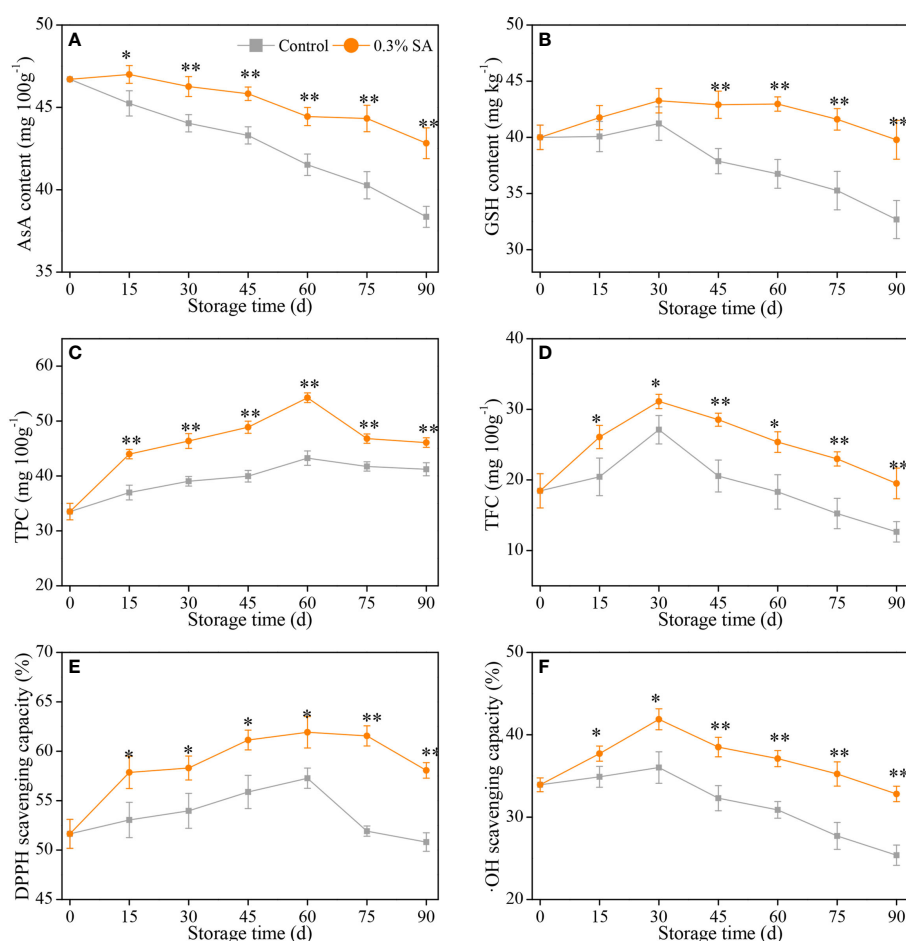 A
Control 0.3% SA
AsA content (mg 100g⁻¹)
50
45
40
35
* ** ** ** ** **
0 15 30 45 60 75 90
Storage time (d)
B
GSH content (mg kg⁻¹)
50
45
40
35
30
** ** ** **
0 15 30 45 60 75 90
Storage time (d)
C
TPC (mg 100g⁻¹)
60
50
40
30
20
** ** ** ** ** **
0 15 30 45 60 75 90
Storage time (d)
D
TFC (mg 100g⁻¹)
40
30
20
10
* * ** * ** **
0 15 30 45 60 75 90
Storage time (d)
E
DPPH scavenging capacity (%)
70
65
60
55
50
45
* * * * ** **
0 15 30 45 60 75 90
Storage time (d)
F
·OH scavenging capacity (%)
50
40
30
20
* * ** ** ** **
0 15 30 45 60 75 90
Storage time (d)